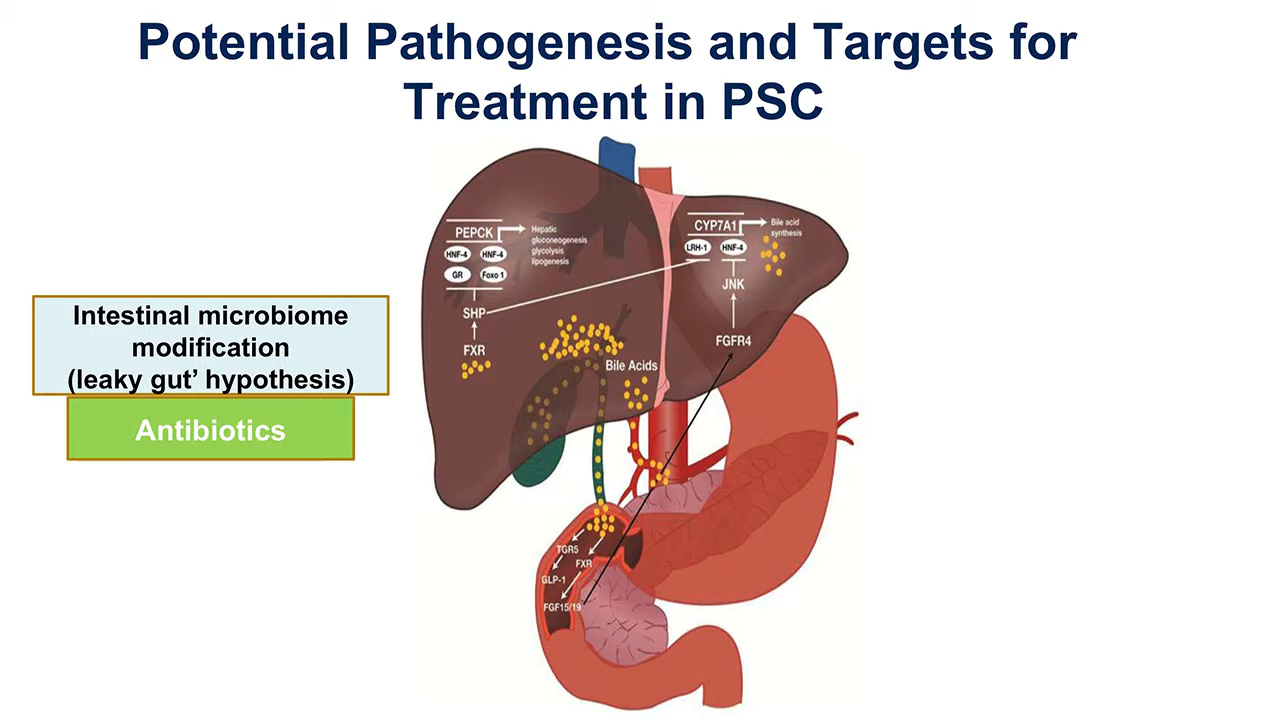 Potential Pathogenesis and Targets for
Treatment in PSC
PEPCK
Hepatic
gluconeogenesis
glycolysis
lipogenesis
HNF-4 HNF-4
GR Foxo 1
SHP
FXR
CYP7A1
Bile acid
synthesis
LRH-1 HNF-4
JNK
FGFR4
Bile Acids
Intestinal microbiome
modification
(leaky gut’ hypothesis)
Antibiotics
TGR5
FXR
GLP-1
FGF15/19